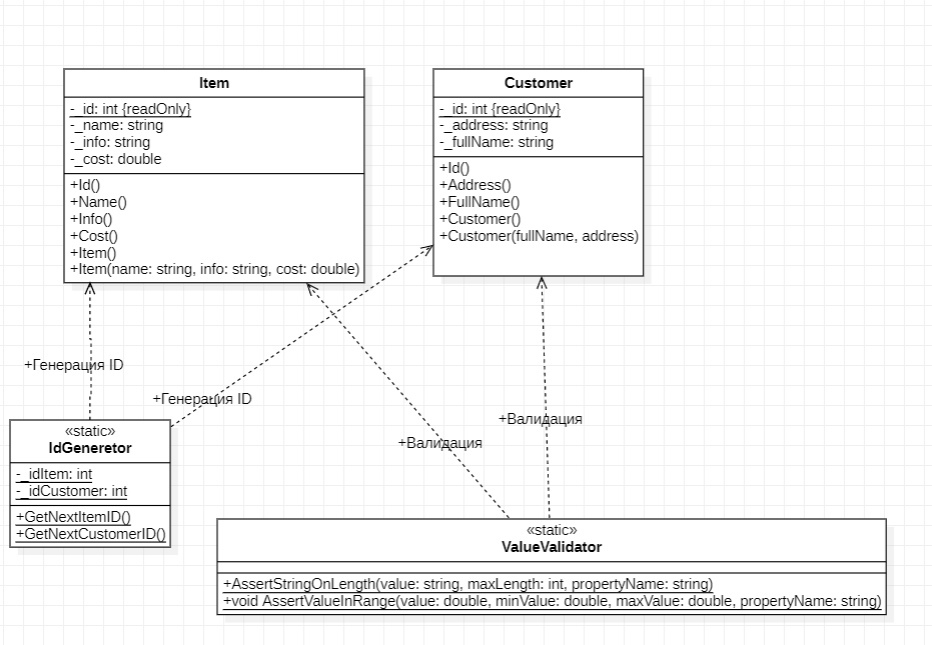 Item
-_id: int {readOnly}
-_name: string
-_info: string
-_cost: double
+Id()
+Name()
+Info()
+Cost()
+Item()
+Item(name: string, info: string, cost: double)
Customer
-_id: int {readOnly}
-_address: string
-_fullName: string
+Id()
+Address()
+FullName()
+Customer()
+Customer(fullName, address)
+Генерация ID
+Генерация ID
+Валидация
+Валидация
«static»
IdGeneretor
-_idItem: int
-_idCustomer: int
+GetNextItemID()
+GetNextCustomerID()
«static»
ValueValidator
+AssertStringOnLength(value: string, maxLength: int, propertyName: string)
+void AssertValueInRange(value: double, minValue: double, maxValue: double, propertyName: string)